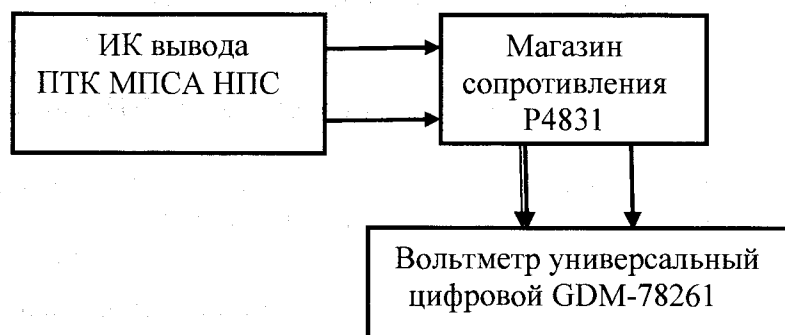 ИК вывода
ПТК МПСА НПС
Магазин
сопротивления
Р4831
Вольтметр универсальный
цифровой GDM-78261